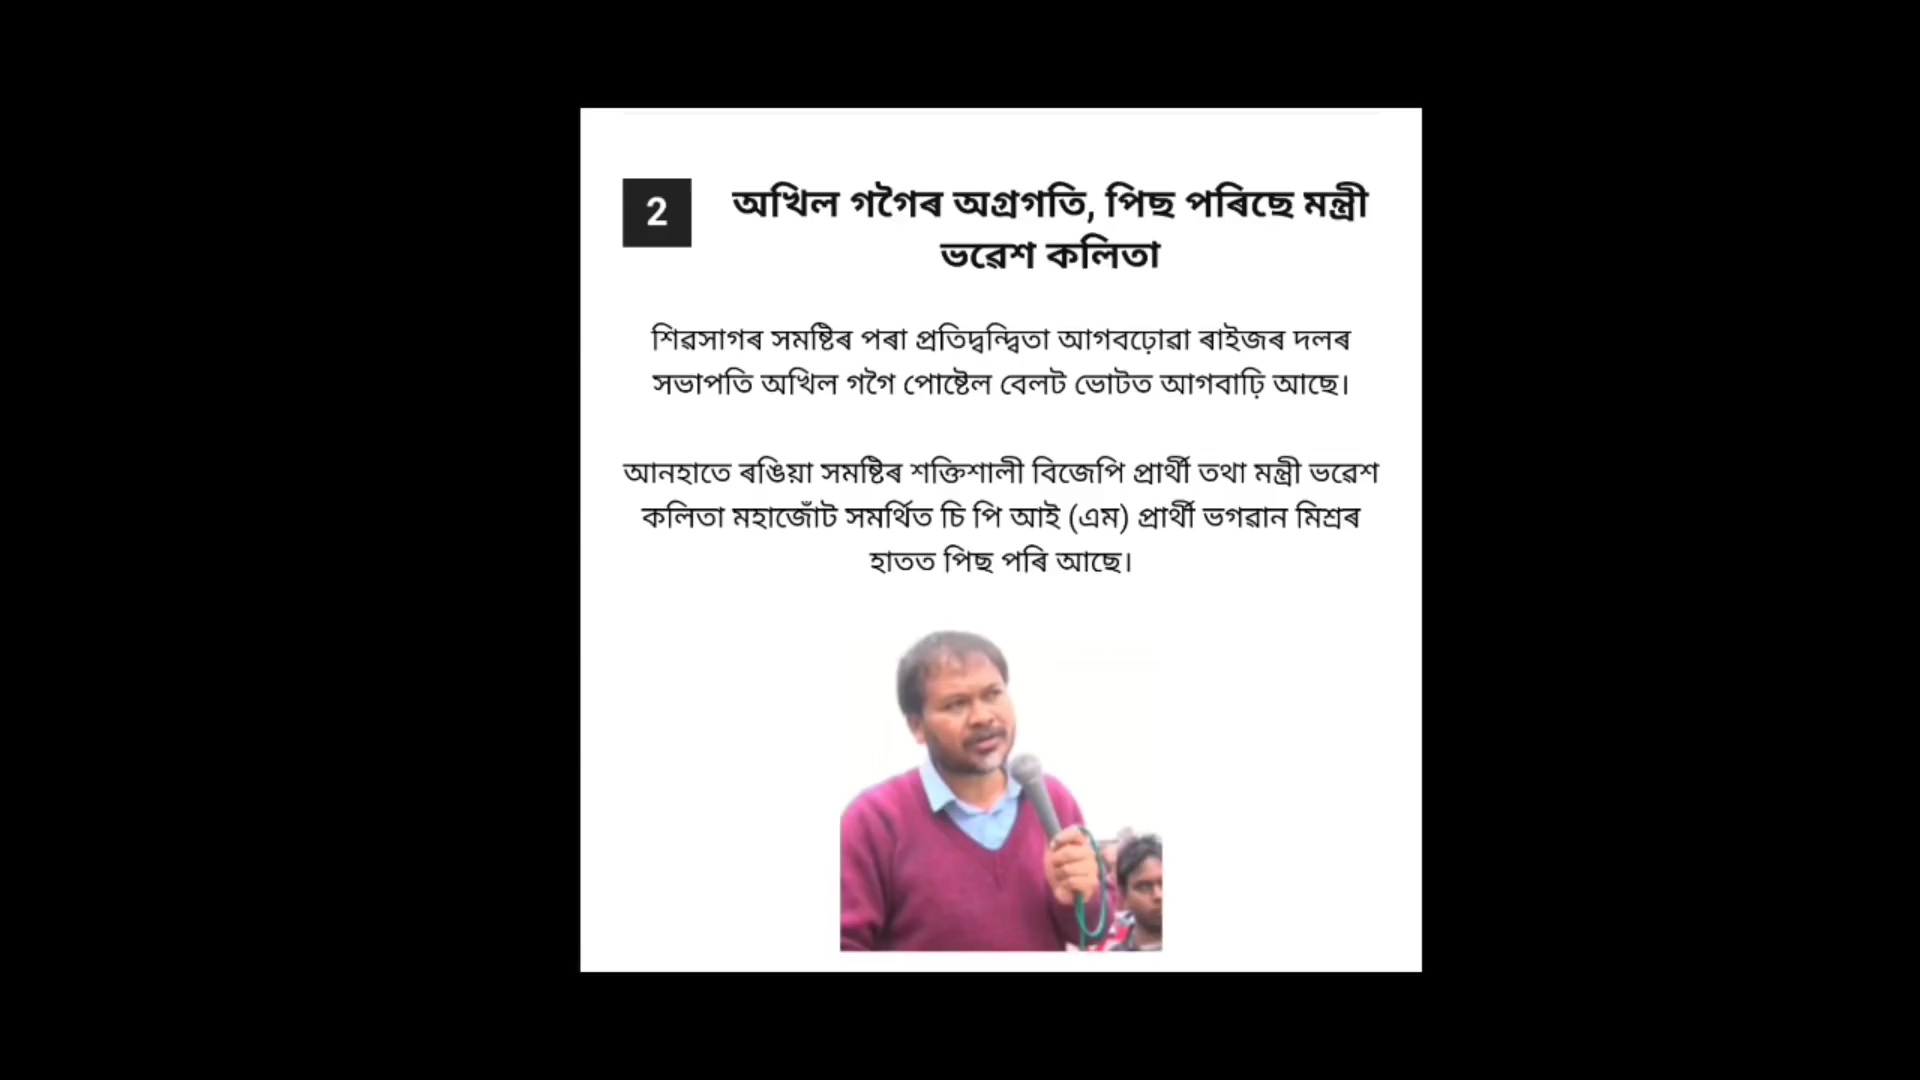 2
অখিল গগৈৰ অগ্ৰগতি, পিছ পৰিছে মন্ত্ৰী
ভৱেশ কলিতা
শিৱসাগৰ সমষ্টিৰ পৰা প্ৰতিদ্বন্দ্বিতা আগবঢ়োৱা ৰাইজৰ দলৰ
সভাপতি অখিল গগৈ পোষ্টেল বেলট ভোটত আগবাঢ়ি আছে।
আনহাতে ৰঙিয়া সমষ্টিৰ শক্তিশালী বিজেপি প্ৰাৰ্থী তথা মন্ত্ৰী ভৱেশ
কলিতা মহাজোঁট সমৰ্থিত চি পি আই (এম) প্ৰাৰ্থী ভগৱান মিশ্ৰৰ
হাতত পিছ পৰি আছে।